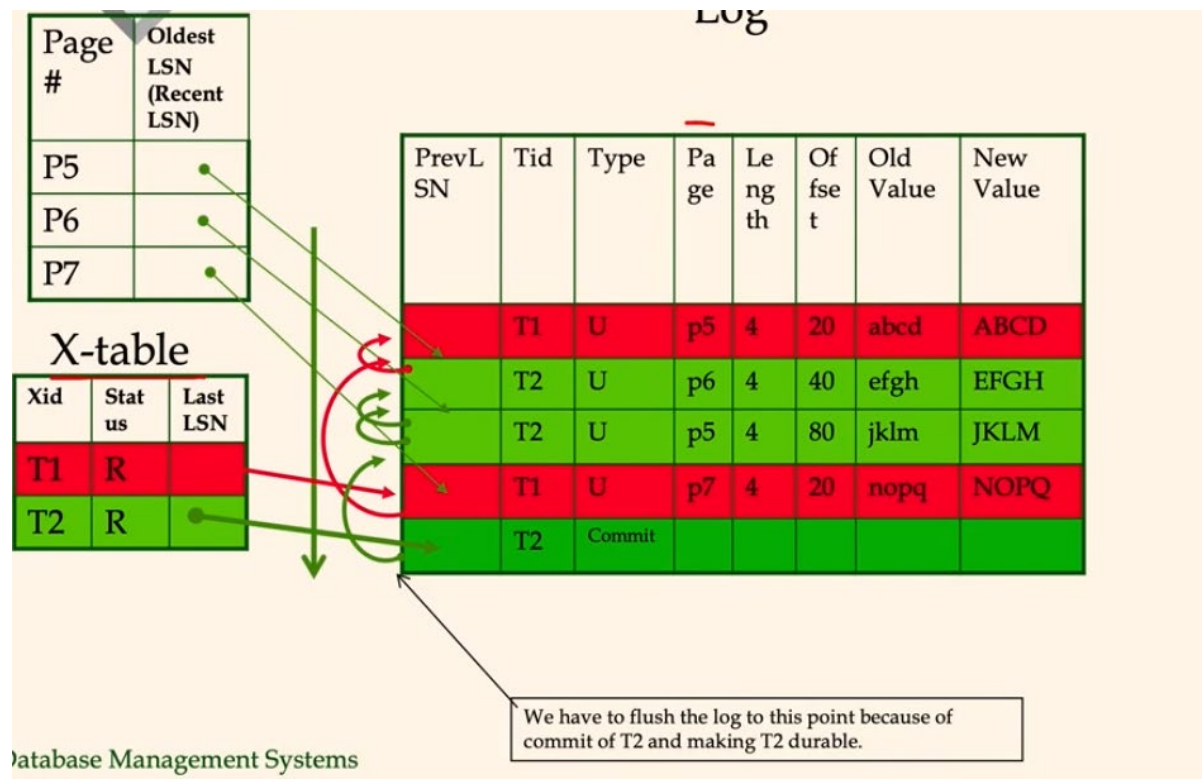 Log
Page
#
Oldest
LSN
(Recent
LSN)
P5
P6
P7
X-table
Xid
Stat
us
Last
LSN
T1 R
T2 R
PrevL
SN
Tid
Type
Pa
ge
Le
ng
th
Of
fse
t
Old
Value
New
Value
T1 U p5 4 20 abcd ABCD
T2 U p6 4 40 efgh EFGH
T2 U p5 4 80 jklm JKLM
T1 U p7 4 20 nopq NOPQ
T2 Commit
We have to flush the log to this point because of
commit of T2 and making T2 durable.
Database Management Systems